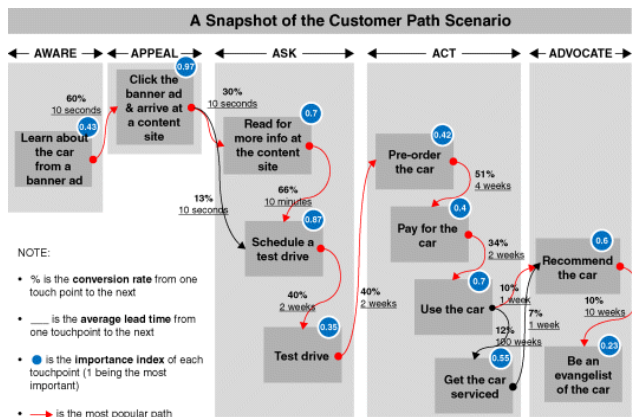 A Snapshot of the Customer Path Scenario
AWARE
APPEAL
ASK
ACT
ADVOCATE
60%
10 seconds
0.43
Learn about
the car
from a
banner ad
0.97
Click the
banner ad
& arrive at
a content
site
30%
10 seconds
13%
10 seconds
0.7
Read for
more info at
the content
site
66%
10 minutes
0.87
Schedule a
test drive
40%
2 weeks
0.35
Test drive
40%
2 weeks
0.42
Pre-order
the car
51%
4 weeks
0.4
Pay for the
car
34%
2 weeks
0.7
Use the car
10%
1 week
12%
100 weeks
7%
1 week
0.55
Get the car
serviced
0.6
Recommend
the car
10%
10 weeks
0.23
Be an
evangelist
of the car
NOTE:
• % is the conversion rate from one
touch point to the next
• ___ is the average lead time from
one touchpoint to the next
• is the importance index of each
touchpoint (1 being the most
important)
• is the most popular path